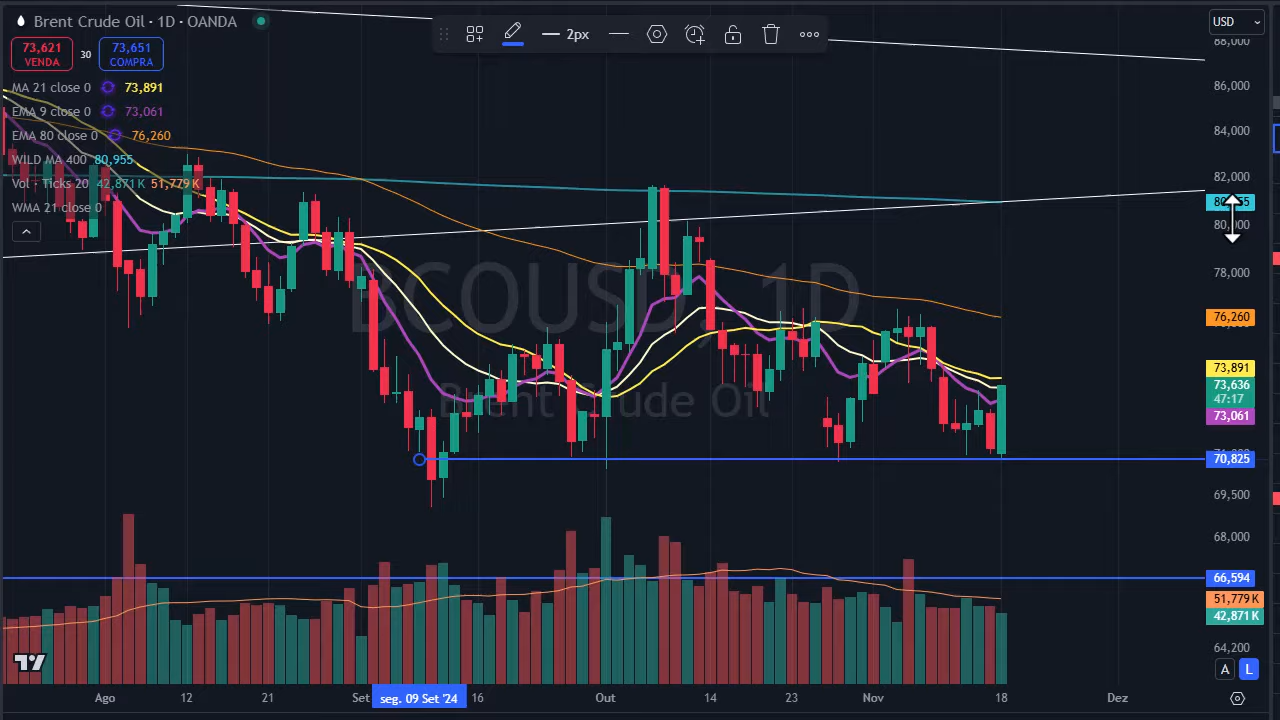 Brent Crude Oil · 1D · OANDA
73,621
VENDA
30
73,651
COMPRA
MA 21 close 0 73,891
EMA 9 close 0 73,061
EMA 80 close 0 76,260
WILD MA 400 80,955
Vol · Ticks 20 42,871K 51,779K
WMA 21 close 0
2px
USD
88,000
86,000
84,000
82,000
80,000
78,000
76,260
73,891
73,636
47:17
73,061
70,825
69,500
68,000
66,594
51,779K
42,871K
64,200
A
L
BCOUSD, 1D
Brent Crude Oil
Ago
12
21
Set
seg. 09 Set '24
16
Out
14
23
Nov
18
Dez